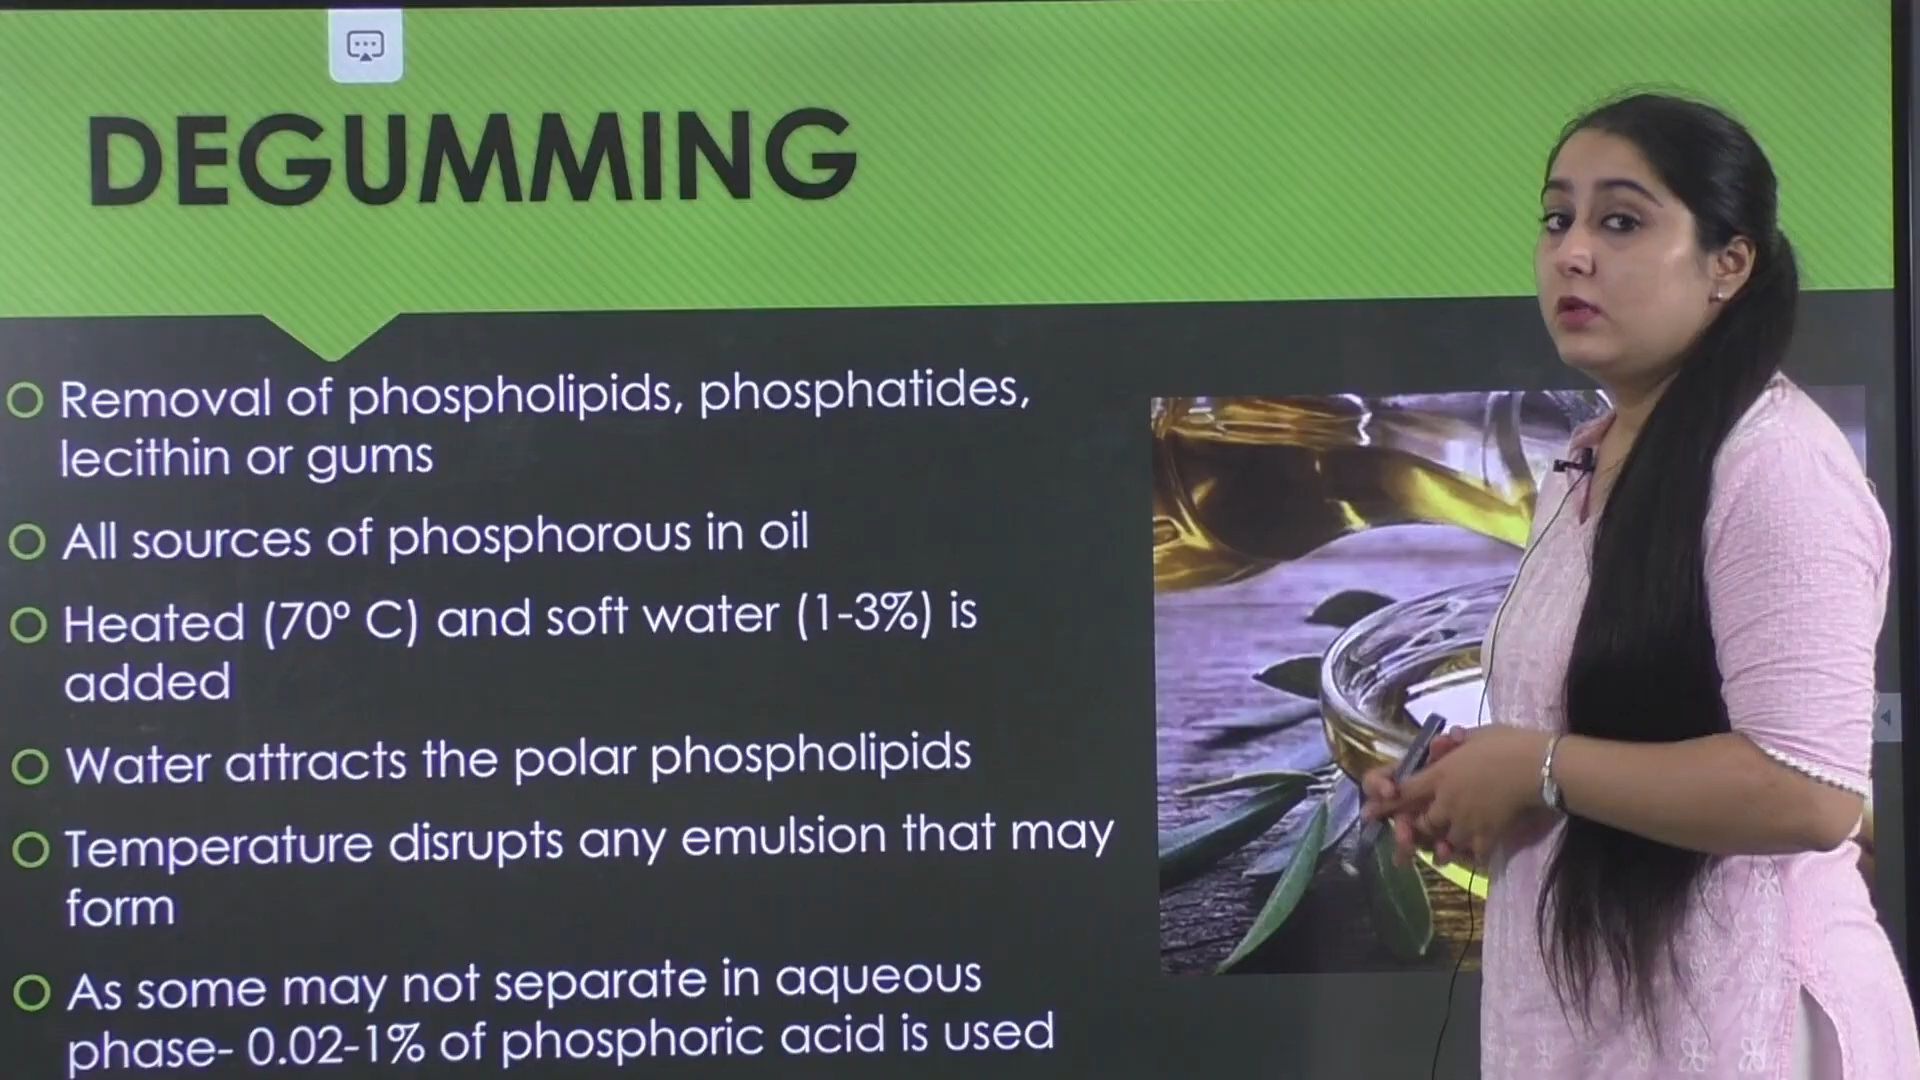 DEGUMMING
Removal of phospholipids, phosphatides,
lecithin or gums
All sources of phosphorous in oil
Heated (70º C) and soft water (1-3%) is
added
Water attracts the polar phospholipids
Temperature disrupts any emulsion that may
form
As some may not separate in aqueous
phase- 0.02-1% of phosphoric acid is used